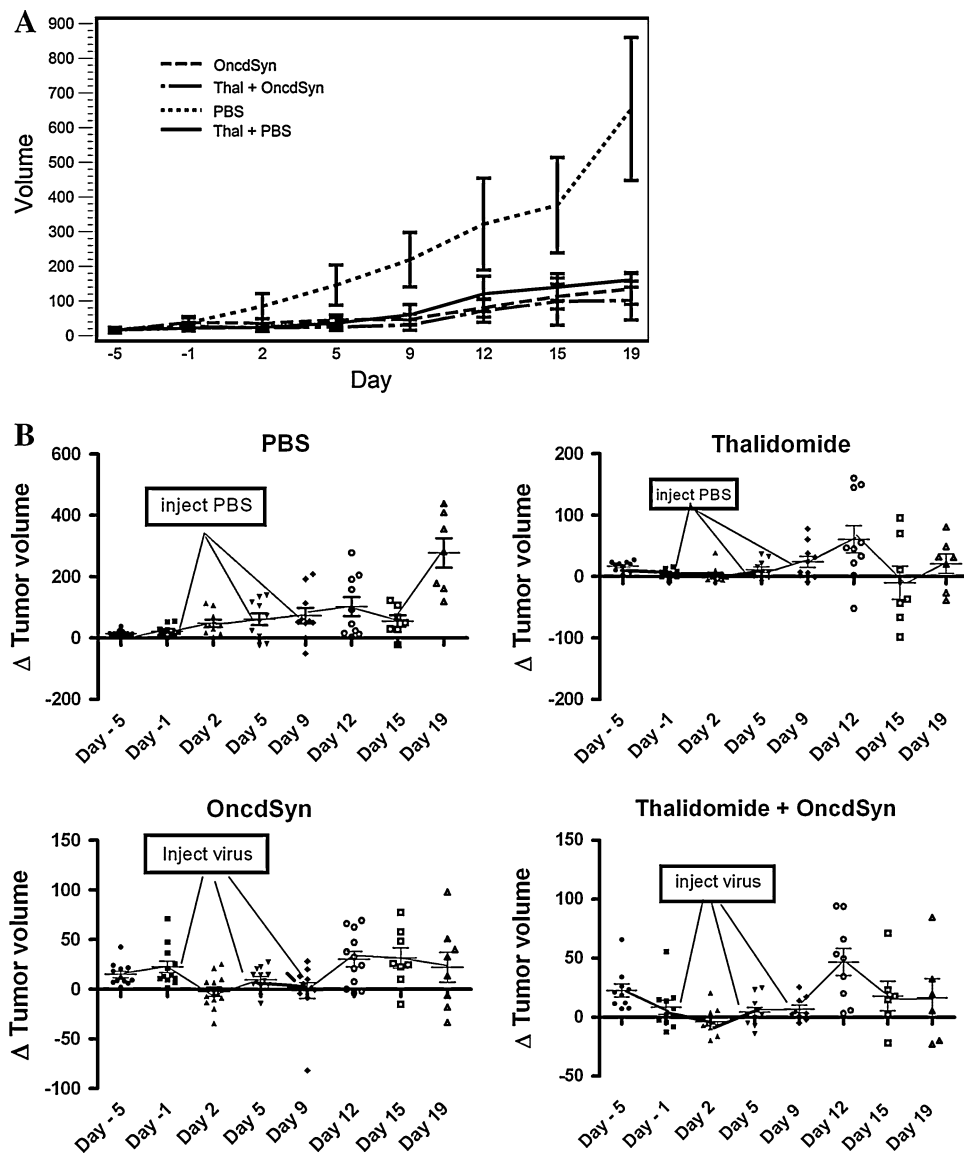 A
900
800
700
600
500
400
300
200
100
0
Volume
OncdSyn
Thal + OncdSyn
PBS
Thal + PBS
-5 -1 2 5 9 12 15 19
Day
B
PBS
600
400
200
0
-200
Δ Tumor volume
inject PBS
Day - 5 Day -1 Day 2 Day 5 Day 9 Day 12 Day 15 Day 19
Thalidomide
200
100
0
-100
-200
Δ Tumor volume
inject PBS
Day - 5 Day -1 Day 2 Day 5 Day 9 Day 12 Day 15 Day 19
OncdSyn
150
100
50
0
-50
-100
Δ Tumor volume
Inject virus
Day - 5 Day -1 Day 2 Day 5 Day 9 Day 12 Day 15 Day 19
Thalidomide + OncdSyn
150
100
50
0
-50
Δ Tumor volume
inject virus
Day - 5 Day - 1 Day 2 Day 5 Day 9 Day 12 Day 15 Day 19